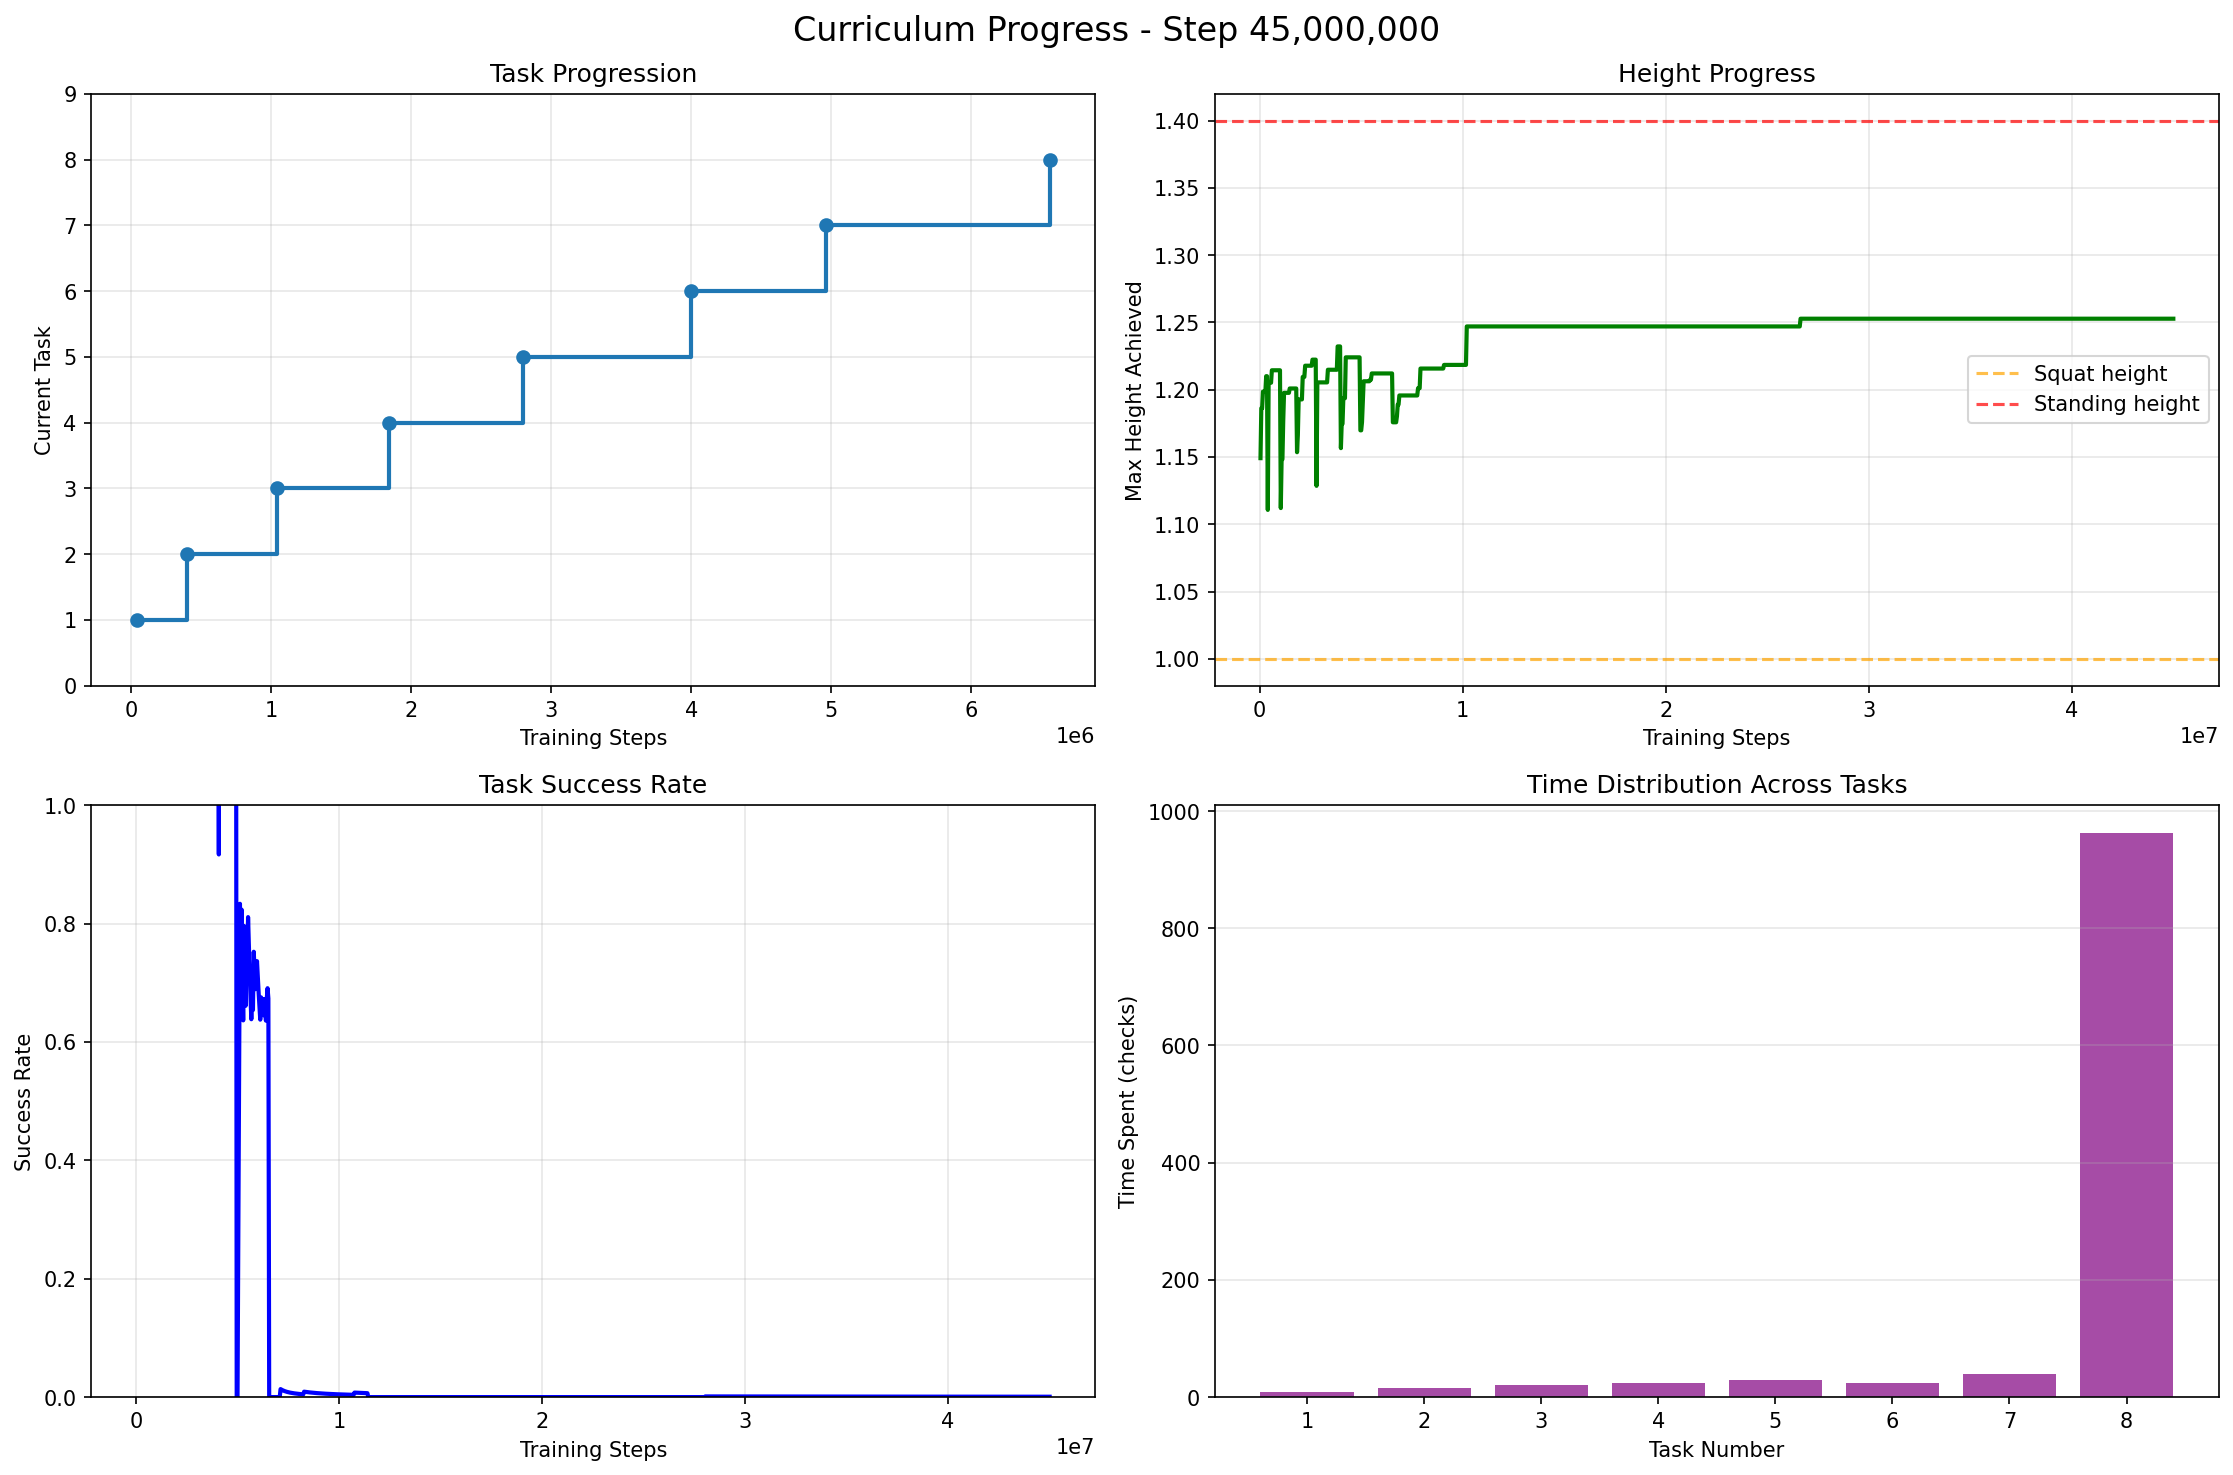 Curriculum Progress - Step 45,000,000
Task Progression
9
8
7
6
5
4
3
2
1
0
Current Task
0 1 2 3 4 5 6
1e6
Training Steps
Height Progress
1.40
1.35
1.30
1.25
1.20
1.15
1.10
1.05
1.00
Max Height Achieved
Squat height
Standing height
0 1 2 3 4
1e7
Training Steps
Task Success Rate
1.0
0.8
0.6
0.4
0.2
0.0
Success Rate
0 1 2 3 4
1e7
Training Steps
Time Distribution Across Tasks
1000
800
600
400
200
0
Time Spent (checks)
1 2 3 4 5 6 7 8
Task Number